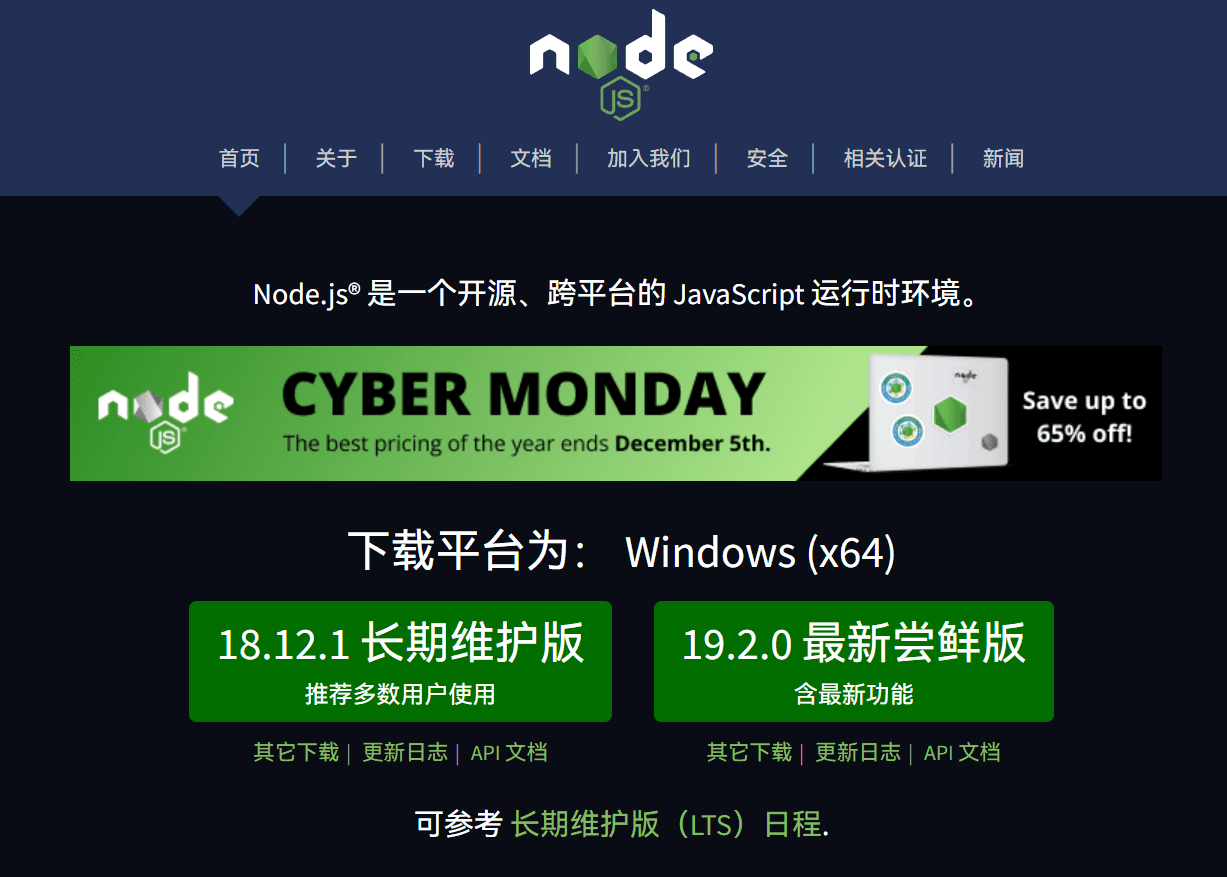 node
JS®
首页 | 关于 | 下载 | 文档 | 加入我们 | 安全 | 相关认证 | 新闻
Node.js® 是一个开源、跨平台的 JavaScript 运行时环境。
node
JS
CYBER MONDAY
The best pricing of the year ends December 5th.
node
Save up to
65% off!
下载平台为： Windows (x64)
18.12.1 长期维护版
推荐多数用户使用
19.2.0 最新尝鲜版
含最新功能
其它下载 | 更新日志 | API 文档
其它下载 | 更新日志 | API 文档
可参考 长期维护版（LTS）日程.